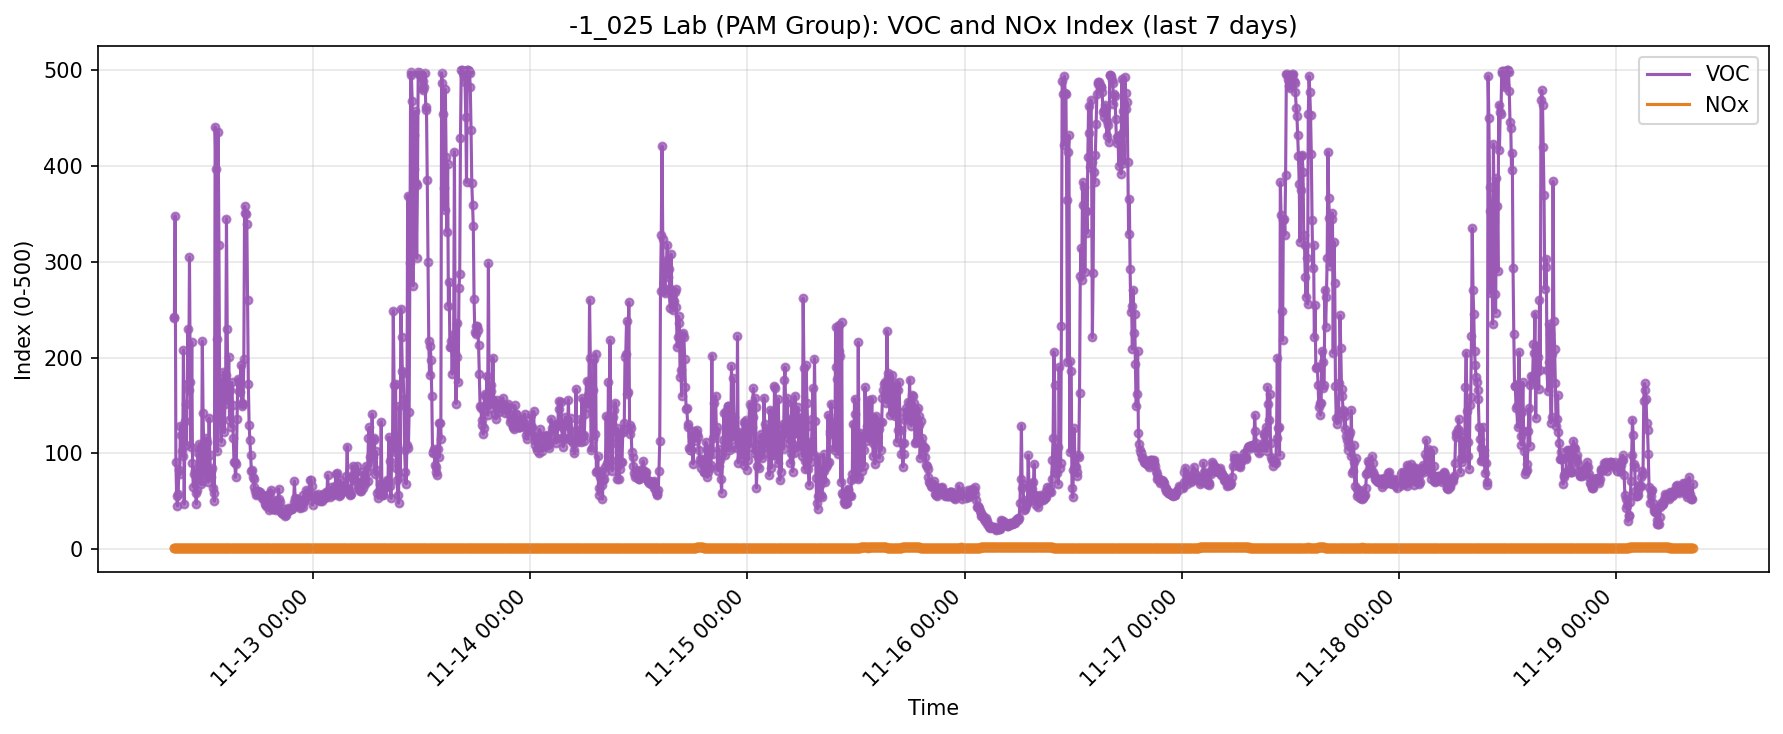 -1_025 Lab (PAM Group): VOC and NOx Index (last 7 days)
VOC
NOx
Index (0-500)
500
400
300
200
100
0
11-13 00:00
11-14 00:00
11-15 00:00
11-16 00:00
11-17 00:00
11-18 00:00
11-19 00:00
Time